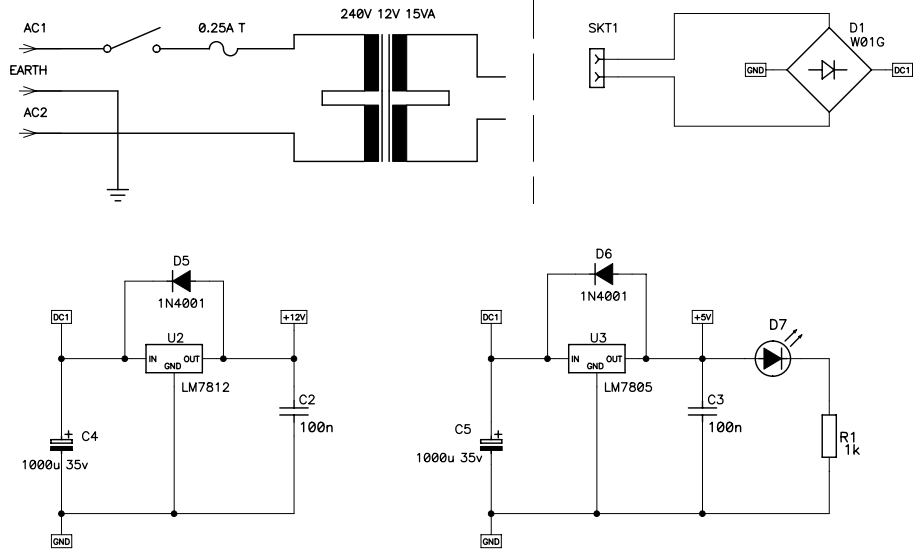 240V 12V 15VA
AC1
0.25A T
EARTH
AC2
SKT1
D1
W01G
GND
DC1
D5
1N4001
DC1
+12V
U2
IN
OUT
GND
LM7812
C2
100n
+
C4
1000u 35v
GND
D6
1N4001
DC1
+5V
D7
U3
IN
OUT
GND
LM7805
C3
100n
+
C5
1000u 35v
R1
1k
GND